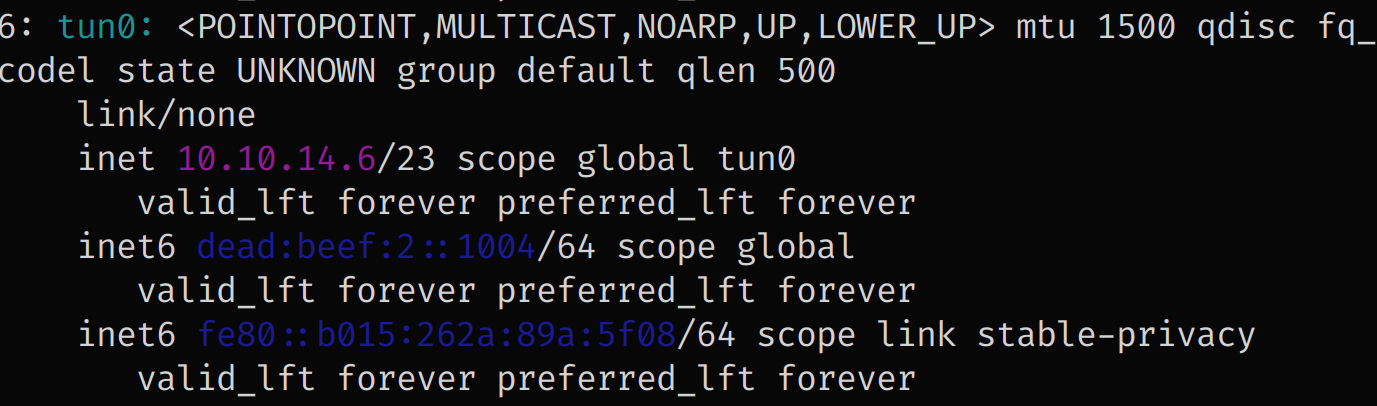 6: tun0: <POINTOPOINT,MULTICAST,NOARP,UP,LOWER_UP> mtu 1500 qdisc fq_
codel state UNKNOWN group default qlen 500
link/none
inet 10.10.14.6/23 scope global tun0
valid_lft forever preferred_lft forever
inet6 dead:beef:2::1004/64 scope global
valid_lft forever preferred_lft forever
inet6 fe80::b015:262a:89a:5f08/64 scope link stable-privacy
valid_lft forever preferred_lft forever